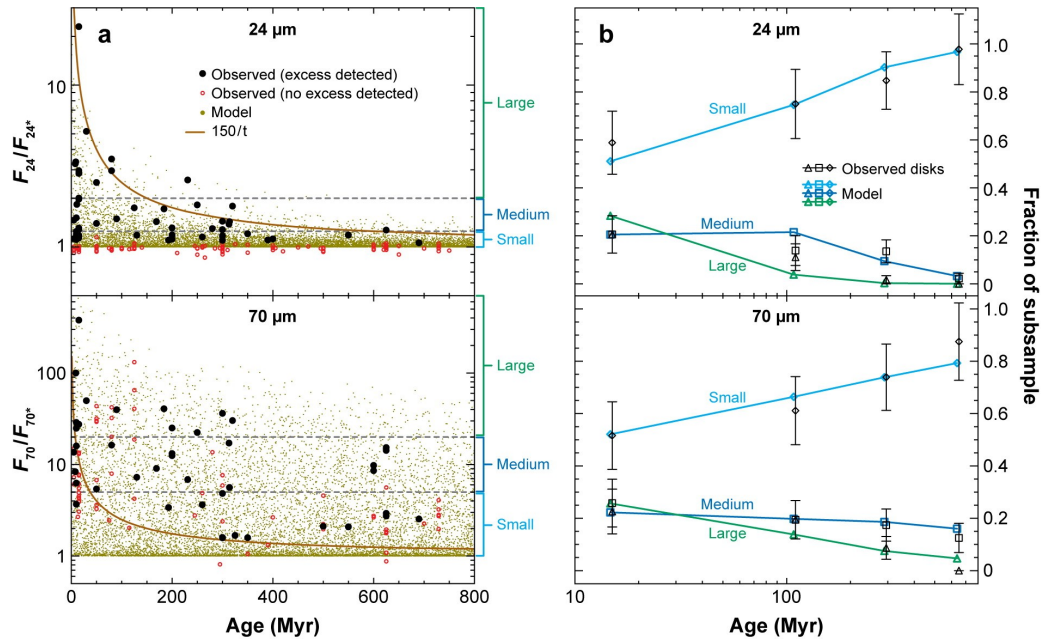 a
24 μm
Observed (excess detected)
Observed (no excess detected)
Model
150/t
10
1
F24/F24*
Large
Medium
Small
70 μm
100
10
1
F70/F70*
Large
Medium
Small
0 200 400 600 800
Age (Myr)
b
24 μm
Small
Observed disks
Model
Medium
Large
1.0
0.8
0.6
0.4
0.2
0
70 μm
Small
Medium
Large
1.0
0.8
0.6
0.4
0.2
0
Fraction of subsample
10 100
Age (Myr)